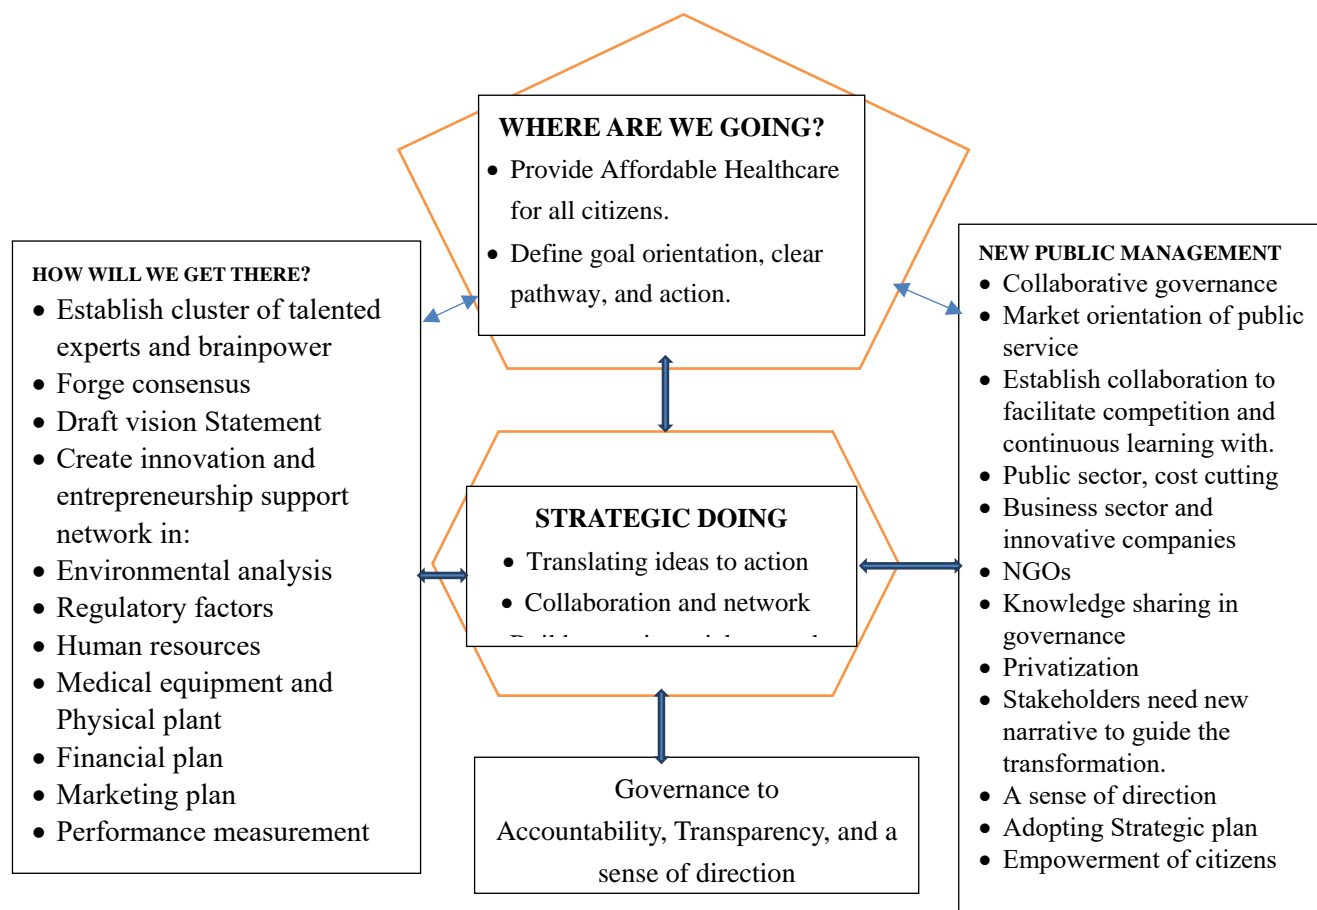 WHERE ARE WE GOING?
• Provide Affordable Healthcare
for all citizens.
• Define goal orientation, clear
pathway, and action.
HOW WILL WE GET THERE?
• Establish cluster of talented
experts and brainpower
• Forge consensus
• Draft vision Statement
• Create innovation and
entrepreneurship support
network in:
• Environmental analysis
• Regulatory factors
• Human resources
• Medical equipment and
Physical plant
• Financial plan
• Marketing plan
• Performance measurement
STRATEGIC DOING
• Translating ideas to action
• Collaboration and network
Governance to
Accountability, Transparency, and a
sense of direction
NEW PUBLIC MANAGEMENT
• Collaborative governance
• Market orientation of public
service
• Establish collaboration to
facilitate competition and
continuous learning with.
• Public sector, cost cutting
• Business sector and
innovative companies
• NGOs
• Knowledge sharing in
governance
• Privatization
• Stakeholders need new
narrative to guide the
transformation.
• A sense of direction
• Adopting Strategic plan
• Empowerment of citizens